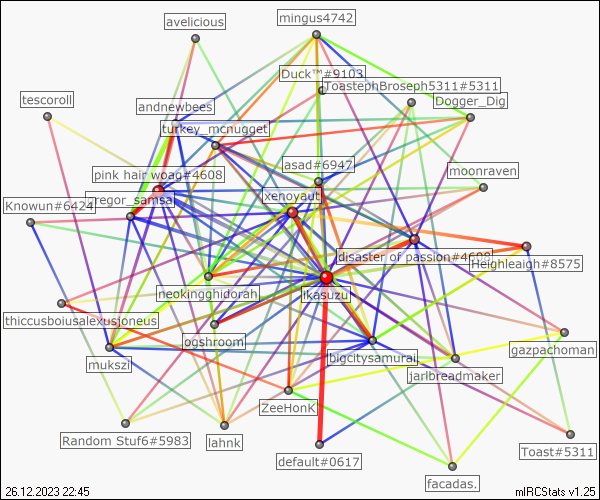 avelicious
mingus4742
Duck™#9103
ToastephBroseph5311#5311
tescoroll
andnewbees
Dogger_Dig
turkey_mcnugget
asad#6947
moonraven
pink hair woag#4608
xenoyaut
Knowun#6424
gregor_samsa
disaster of passion#4698
Heighleaigh#8575
neokingghidorah
ikasuzu
thiccusboiusalexustoneus
ogshroom
bigcitysamurai
gazpachoman
mukszi
jarlbreadmaker
ZeeHonK
Random Stuf6#5983
lahnk
default#0617
Toast#5311
facadas.
26.12.2023 22:45
mIRCStats v1.25